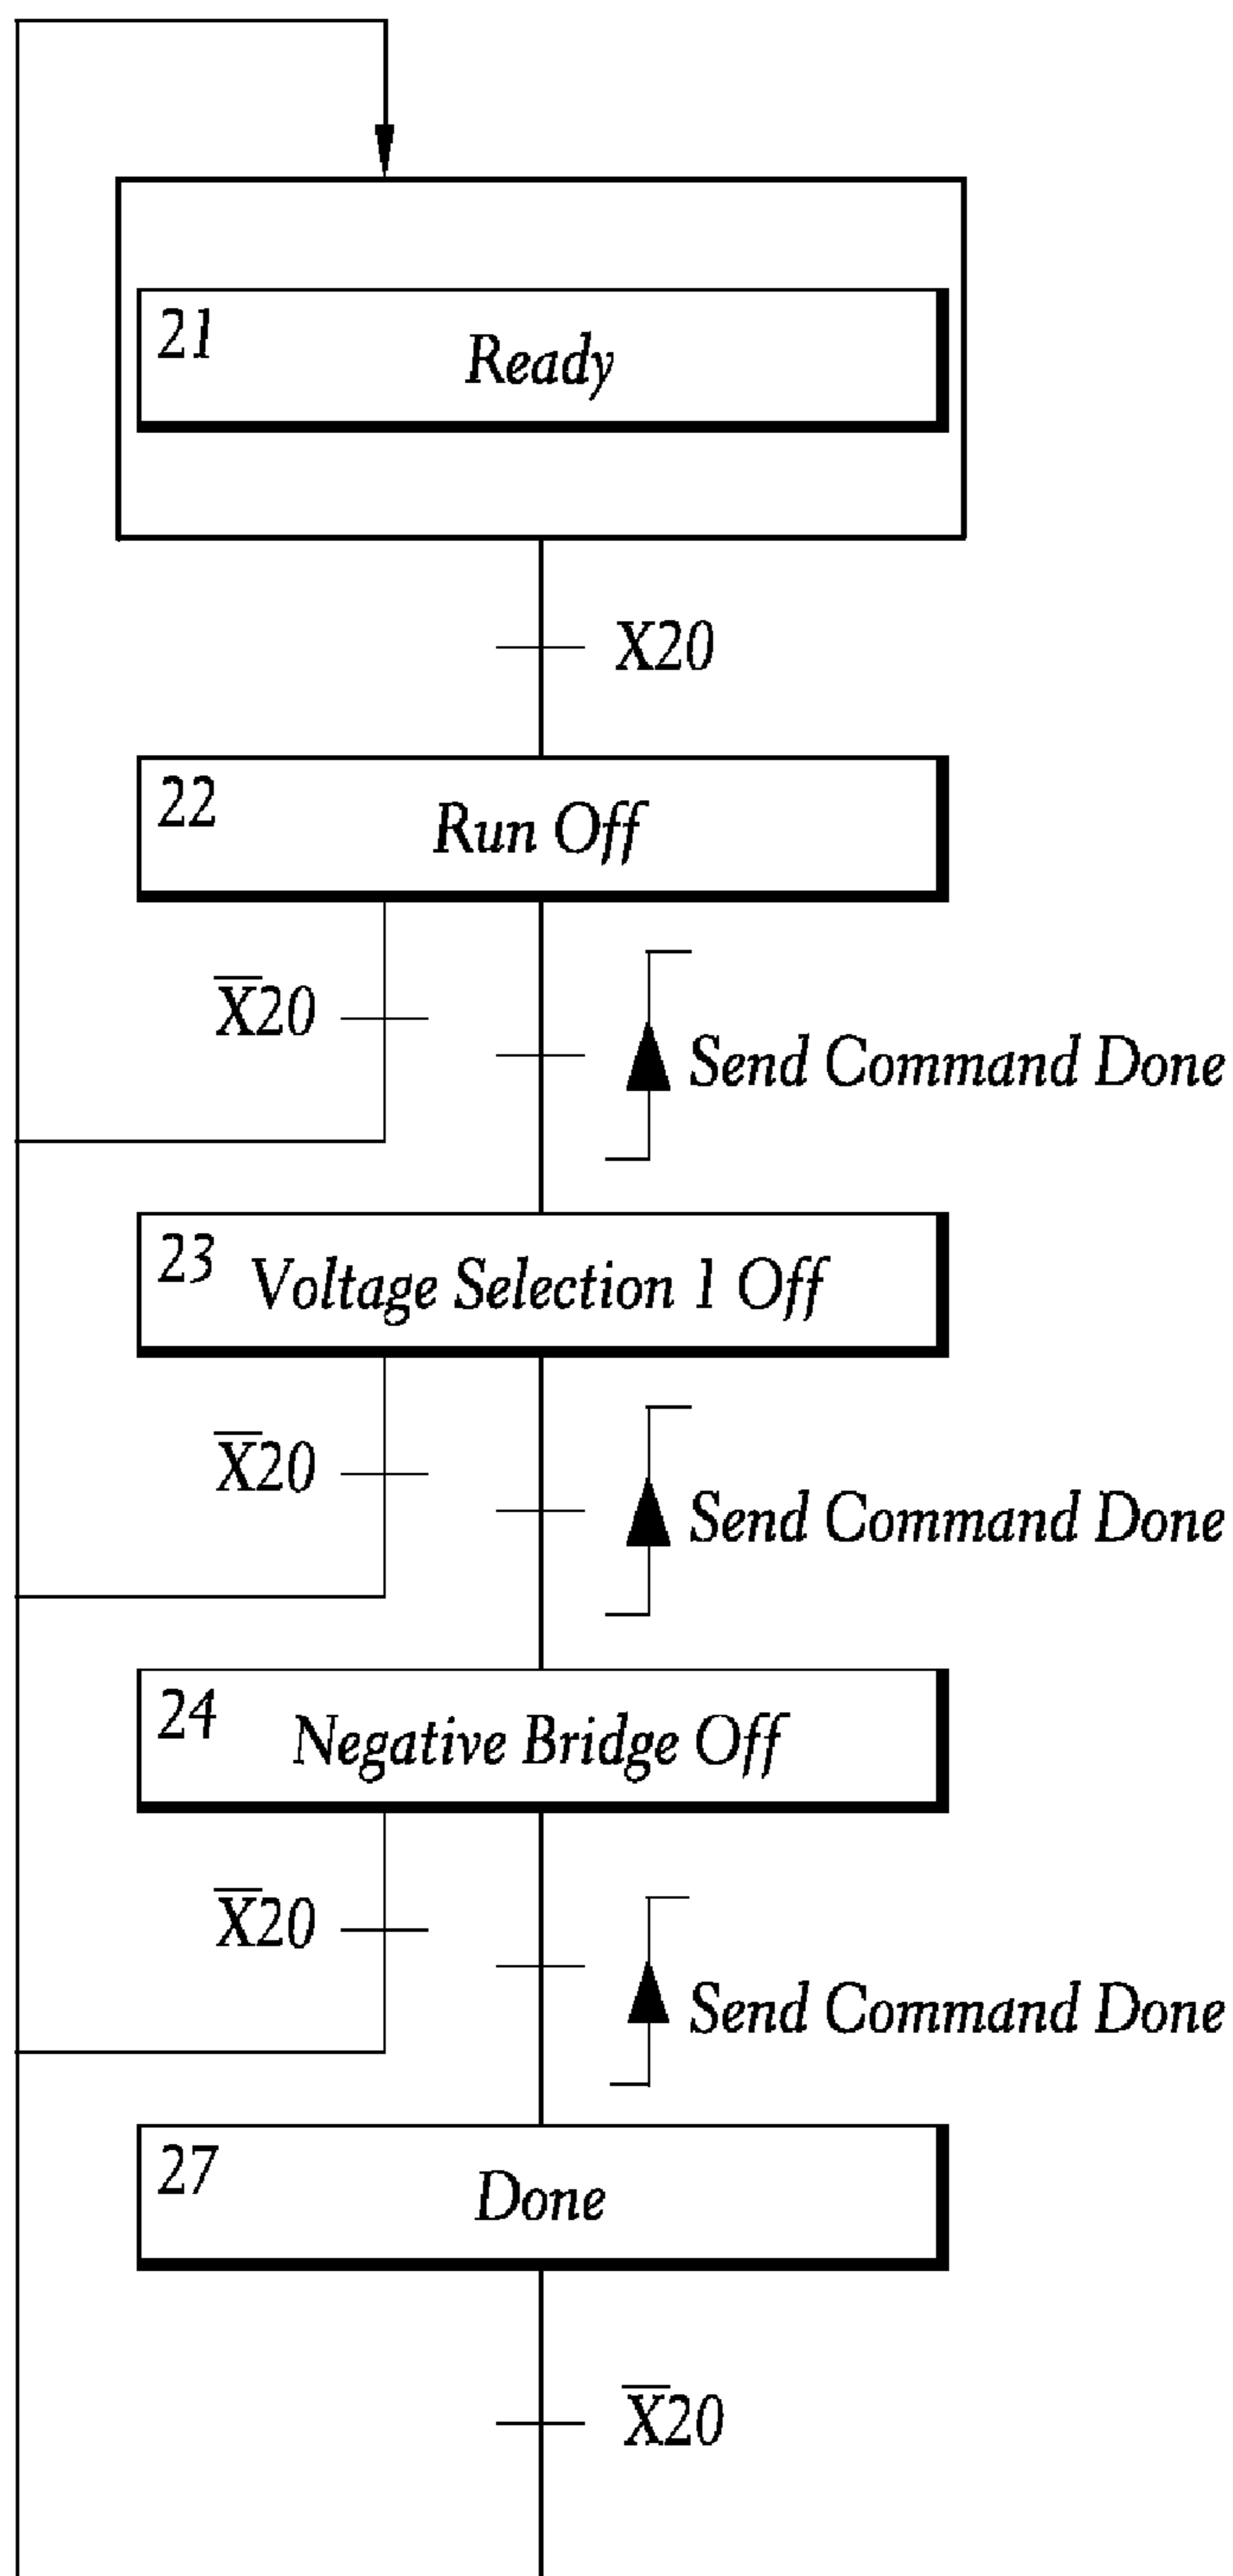 21
Ready
X20
22
Run Off
X̅20
Send Command Done
23
Voltage Selection 1 Off
X̅20
Send Command Done
24
Negative Bridge Off
X̅20
Send Command Done
27
Done
X̅20